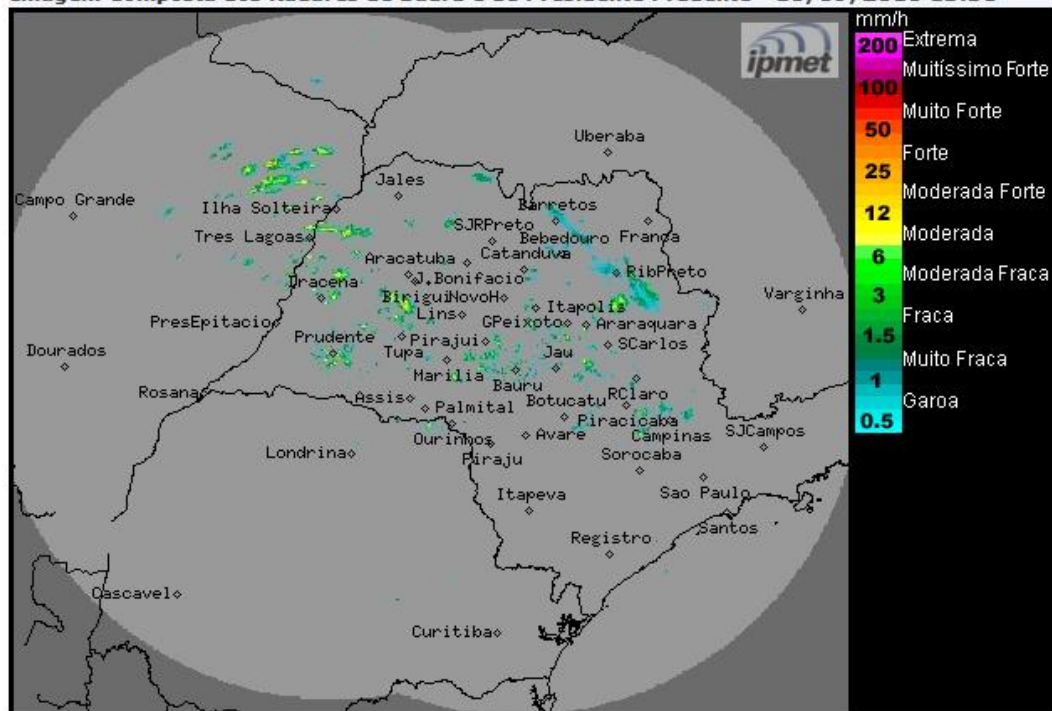 mm/h
200 Extrema
Muitíssimo Forte
100
Muito Forte
50
Forte
25
Moderada Forte
12
Moderada
6
Moderada Fraca
3
Fraca
1.5
Muito Fraca
1
Garoa
0.5
ipmet
Uberaba
Jales
Campo Grande
Ilha Solteira
Barretos
Tres Lagoas
SJRPreto
Bebedouro
Franca
Catanduva
Aracatuba
J.Bonifacio
RibPreto
Dracena
Birigui
NovoH
Itapolis
Varginha
Lins
PresEpitacio
GPeixoto
Araraquara
Prudente
Pirajui
SCarlos
Dourados
Tupa
Jau
Marilia
Bauru
Rosana
Assis
Botucatu
RClaro
Palmital
Piracicaba
Ourinhos
Avare
Campinas
SJCampos
Londrina
Piraju
Sorocaba
Itapeva
Sao Paulo
Santos
Registro
Cascavel
Curitiba